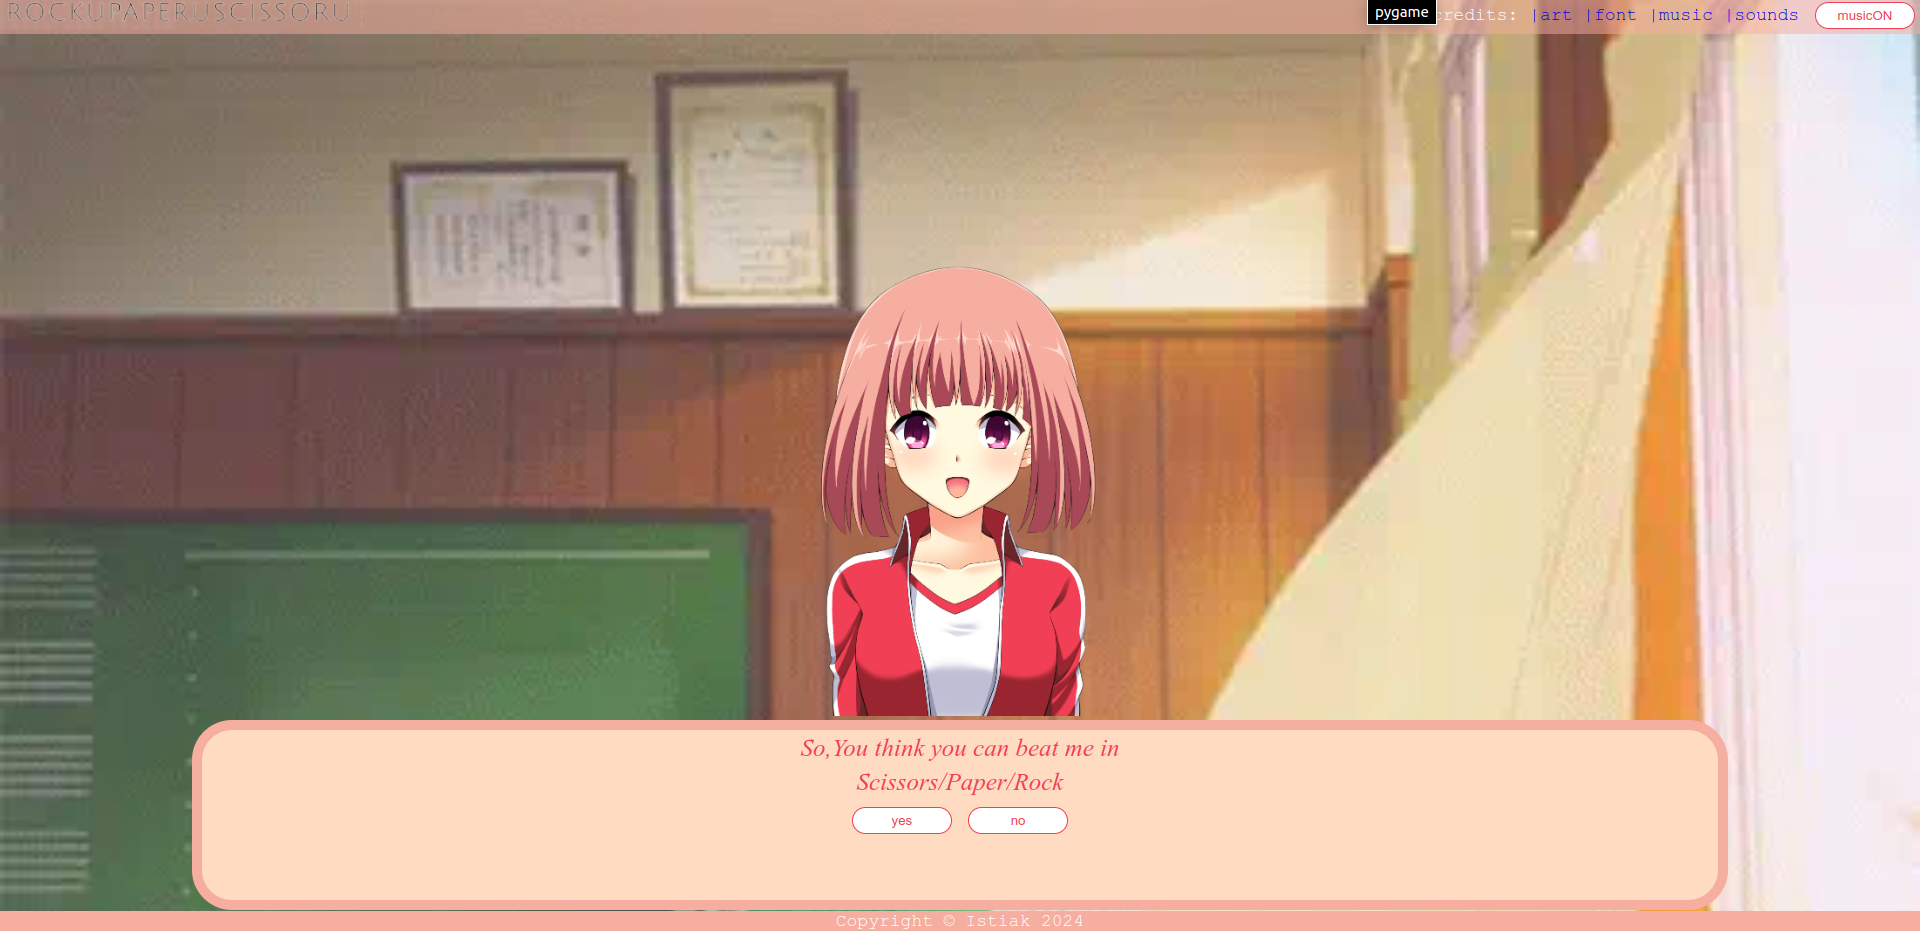 ROCKUPAPERUSCISSORU
pygame
credits: |art |font |music |sounds
musicON
So,You think you can beat me in
Scissors/Paper/Rock
yes
no
Copyright © Istiak 2024